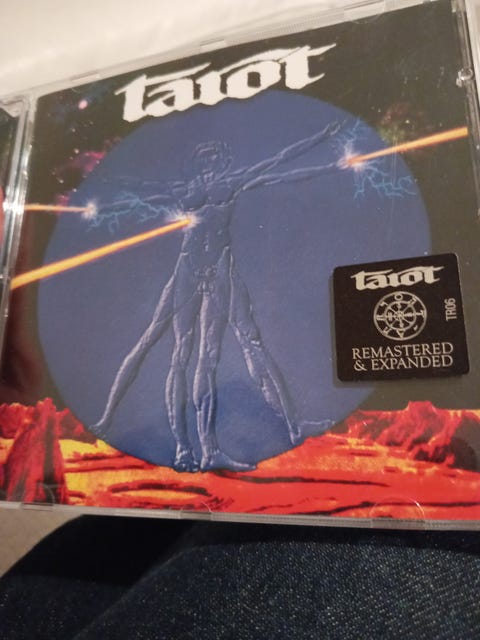 tarot
tarot
TR06
REMASTERED
& EXPANDED